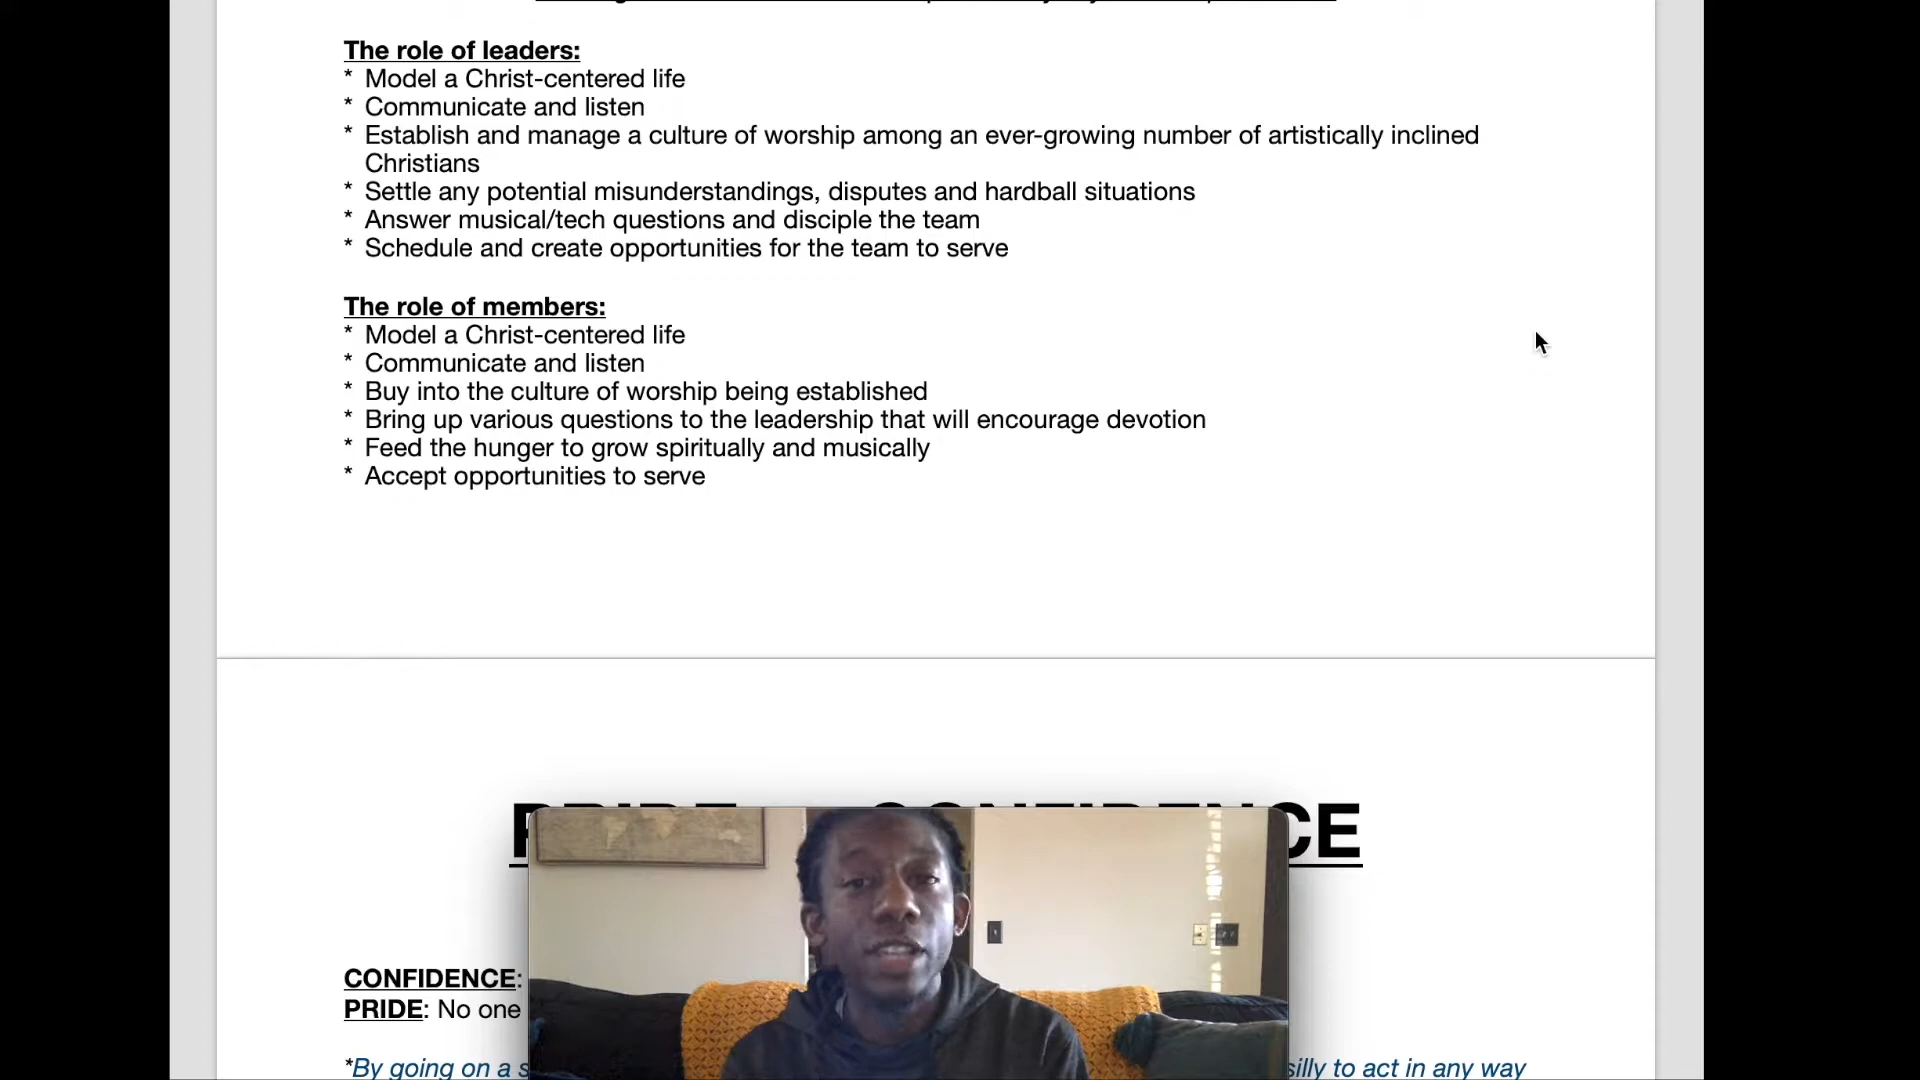 The role of leaders:
* Model a Christ-centered life
* Communicate and listen
* Establish and manage a culture of worship among an ever-growing number of artistically inclined
Christians
* Settle any potential misunderstandings, disputes and hardball situations
* Answer musical/tech questions and disciple the team
* Schedule and create opportunities for the team to serve
The role of members:
* Model a Christ-centered life
* Communicate and listen
* Buy into the culture of worship being established
* Bring up various questions to the leadership that will encourage devotion
* Feed the hunger to grow spiritually and musically
* Accept opportunities to serve
PRIDE CONFIDENCE
CONFIDENCE:
PRIDE: No one
*By going on a silly to act in any way